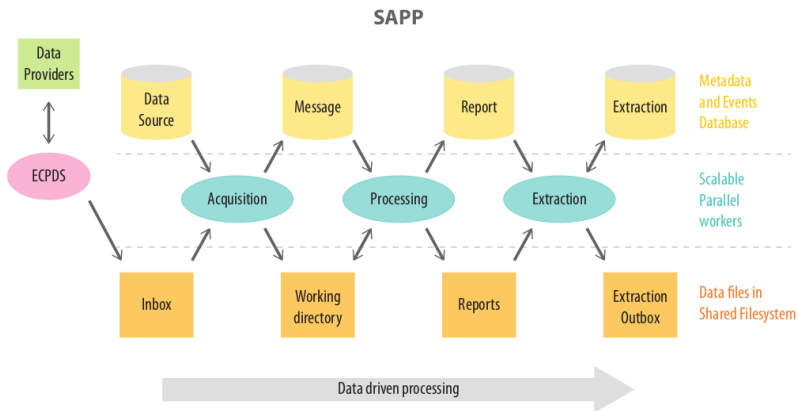 SAPP
Data
Providers
Data
Source
Message
Report
Extraction
Metadata
and Events
Database
ECPDS
Acquisition
Processing
Extraction
Scalable
Parallel
workers
Inbox
Working
directory
Reports
Extraction
Outbox
Data files in
Shared Filesystem
Data driven processing